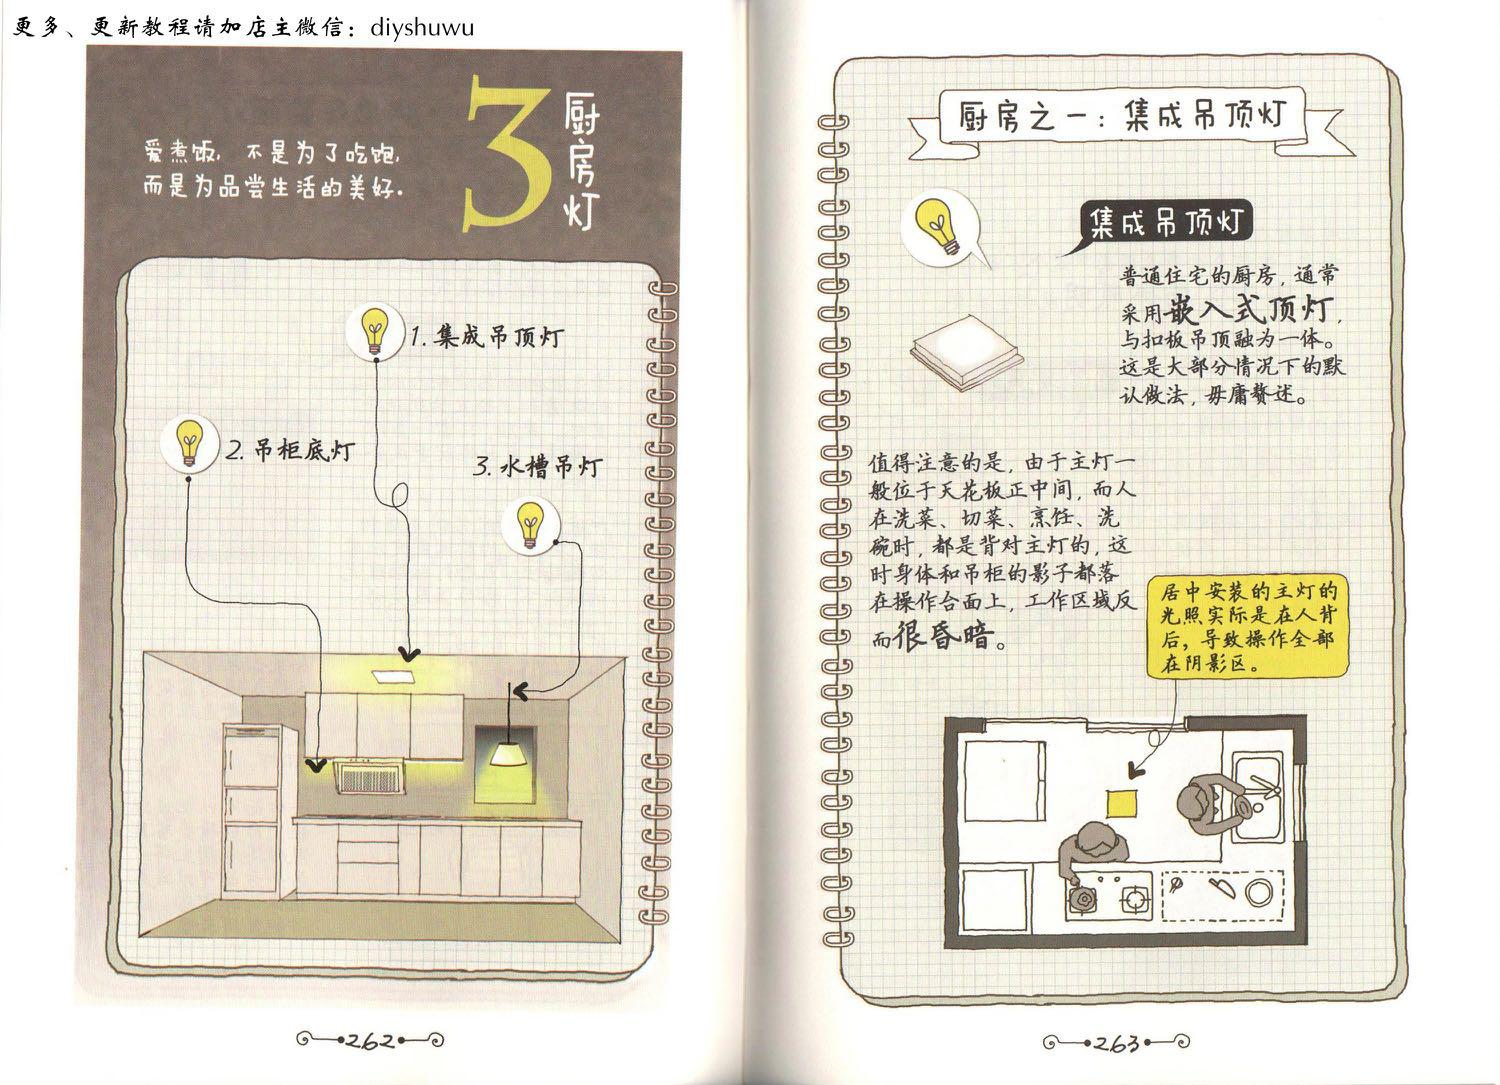 更多、更新教程请加店主微信：diyshuwu
爱煮饭，不是为了吃饱，
而是为品尝生活的美好。
3
厨房灯
1.集成吊顶灯
2.吊柜底灯
3.水槽吊灯
262
厨房之一：集成吊顶灯
集成吊顶灯
普通住宅的厨房，通常
采用嵌入式顶灯，
与扣板吊顶融为一体。
这是大部分情况下的默
认做法，毋庸赘述。
值得注意的是，由于主灯一
般位于天花板正中间，而人
在洗菜、切菜、烹饪、洗
碗时，都是背对主灯的，这
时身体和吊柜的影子都落
在操作台面上，工作区域反
而很昏暗。
居中安装的主灯的
光照实际是在人背
后，导致操作全部
在阴影区。
263